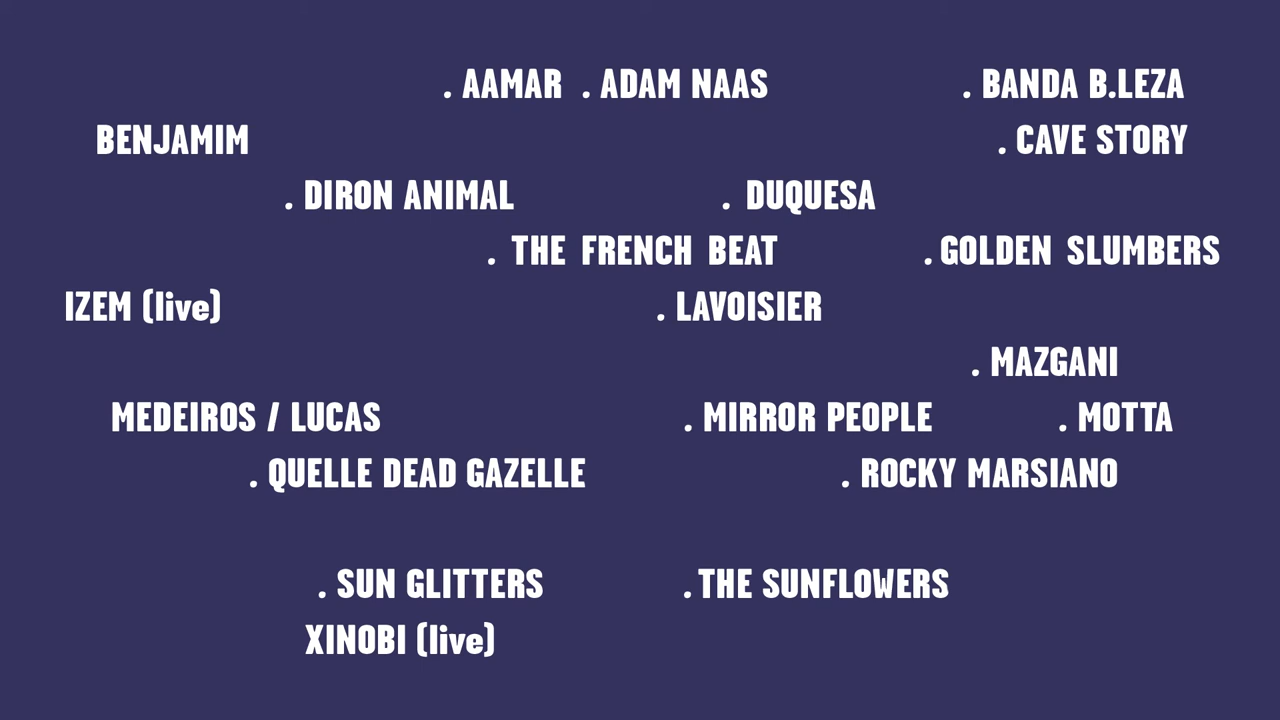 . AAMAR . ADAM NAAS . BANDA B.LEZA
BENJAMIM . CAVE STORY
. DIRON ANIMAL . DUQUESA
. THE FRENCH BEAT . GOLDEN SLUMBERS
IZEM (live) . LAVOISIER
. MAZGANI
MEDEIROS / LUCAS . MIRROR PEOPLE . MOTTA
. QUELLE DEAD GAZELLE . ROCKY MARSIANO
. SUN GLITTERS . THE SUNFLOWERS
XINOBI (live)